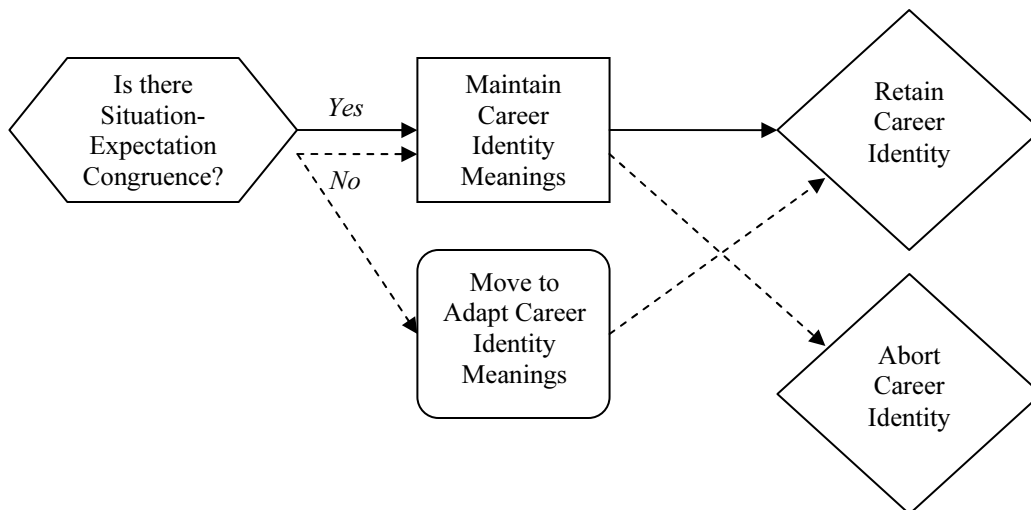 Is there
Situation-
Expectation
Congruence?
Yes
No
Maintain
Career
Identity
Meanings
Move to
Adapt Career
Identity
Meanings
Retain
Career
Identity
Abort
Career
Identity